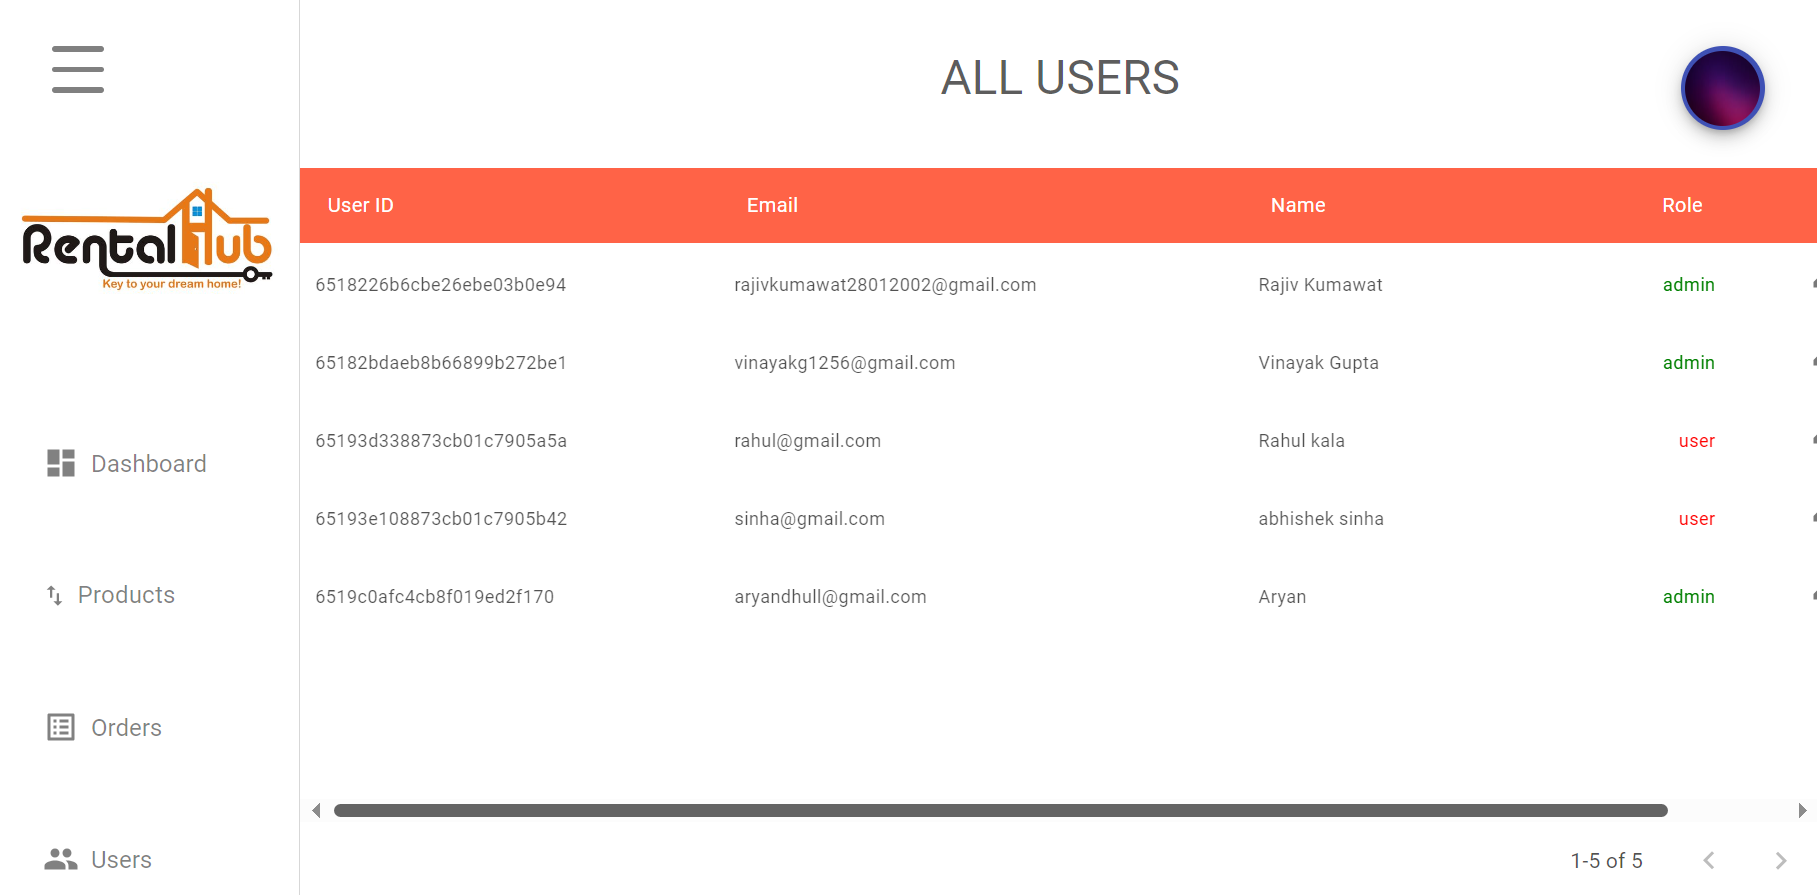 ALL USERS
RentalHub
Key to your dream home!
Dashboard
Products
Orders
Users
User ID Email Name Role
6518226b6cbe26ebe03b0e94 rajivkumawat28012002@gmail.com Rajiv Kumawat admin
65182bdaeb8b66899b272be1 vinayakg1256@gmail.com Vinayak Gupta admin
65193d338873cb01c7905a5a rahul@gmail.com Rahul kala user
65193e108873cb01c7905b42 sinha@gmail.com abhishek sinha user
6519c0afc4cb8f019ed2f170 aryandhull@gmail.com Aryan admin
1-5 of 5